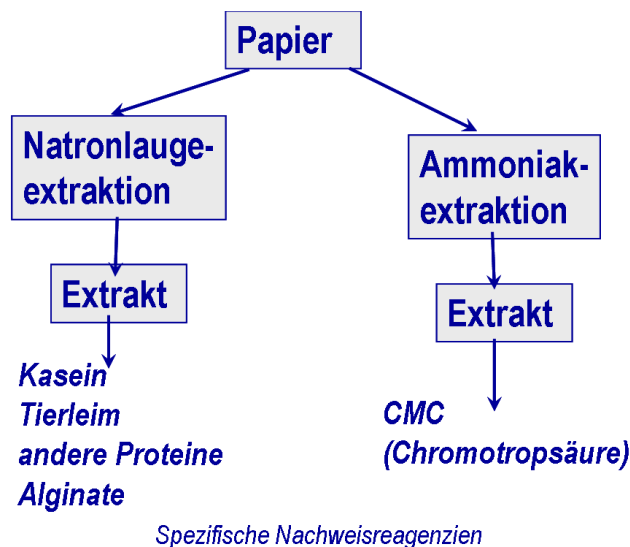 Papier
Natronlauge-
extraktion
Ammoniak-
extraktion
Extrakt
Extrakt
Kasein
Tierleim
andere Proteine
Alginate
CMC
(Chromotropsäure)
Spezifische Nachweisreagenzien